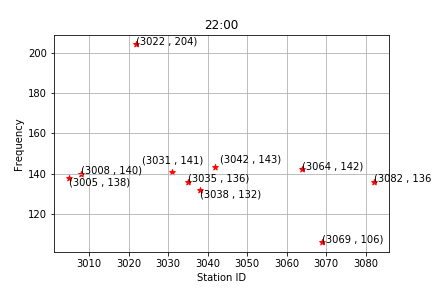 22:00
Frequency
200
180
160
140
120
(3022 , 204)
(3008 , 140)
(3005 , 138)
(3031 , 141)
(3042 , 143)
(3035 , 136)
(3038 , 132)
(3064 , 142)
(3082 , 136
(3069 , 106)
3010 3020 3030 3040 3050 3060 3070 3080
Station ID